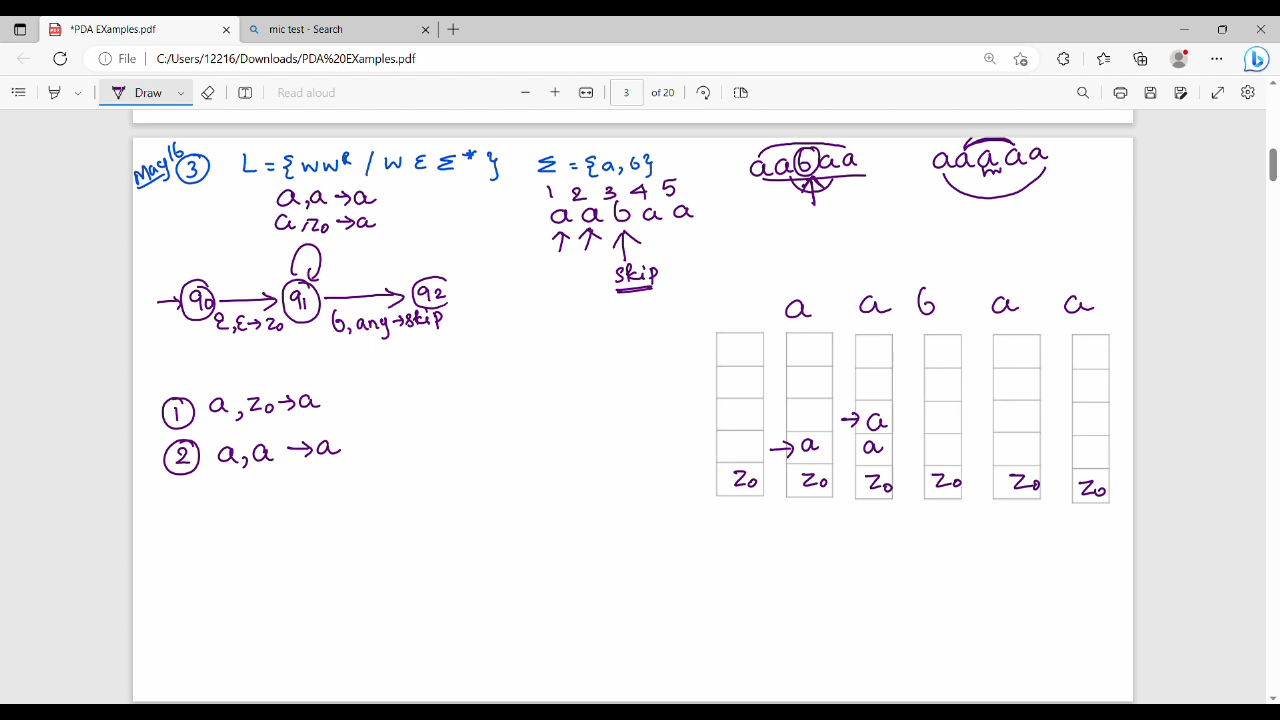 *PDA EXamples.pdf
mic test - Search
File
C:/Users/12216/Downloads/PDA%20EXamples.pdf
Draw
Read aloud
3
of 20
May 16
③ L = { wwᴿ / w ε Σ* } Σ = {a, b}
aabaa
aaaaa
a, a → a
a, z₀ → a
1 2 3 4 5
a a b a a
skip
q₀
q₁
q₂
ε, ε → z₀
b, any → skip
a a b a a
① a, z₀ → a
② a, a → a
a
a a
z₀ z₀ z₀ z₀ z₀ z₀